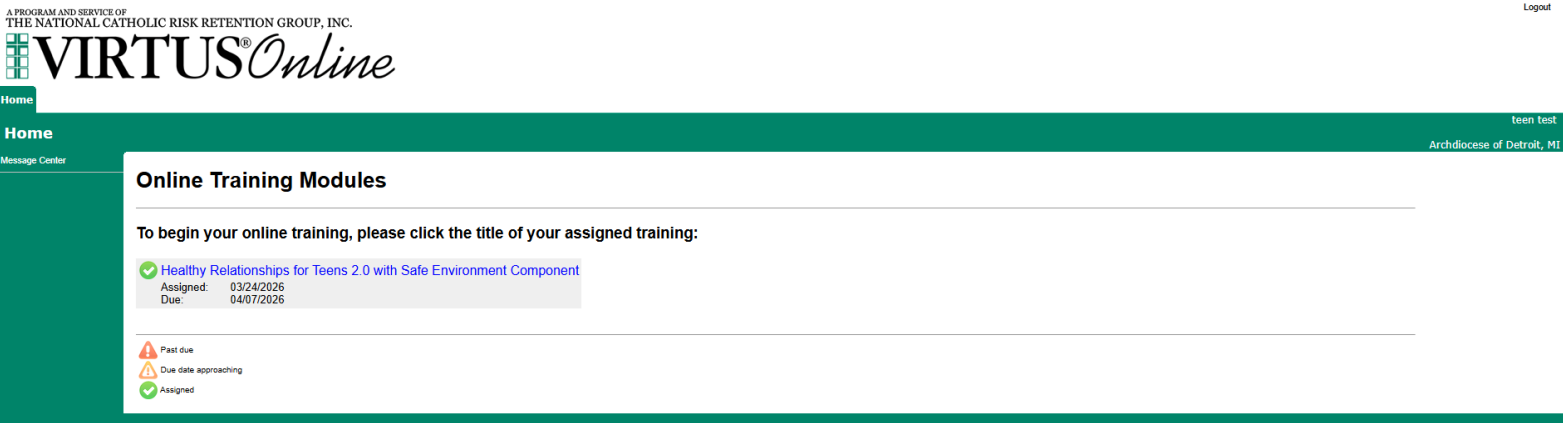 A PROGRAM AND SERVICE OF
THE NATIONAL CATHOLIC RISK RETENTION GROUP, INC.
Logout
VIRTUS®Online
Home
Home
teen test
Archdiocese of Detroit, MI
Message Center
Online Training Modules
To begin your online training, please click the title of your assigned training:
Healthy Relationships for Teens 2.0 with Safe Environment Component
Assigned: 03/24/2026
Due: 04/07/2026
Past due
Due date approaching
Assigned